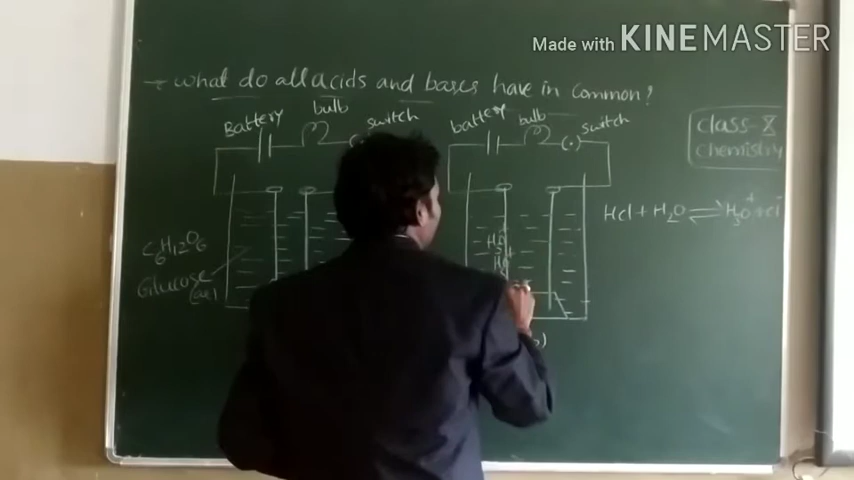 Made with KINEMASTER
→ what do all acids and bases have in common?
Battery bulb switch
battery bulb switch
class-X
chemistry
HCl + H2O ⇌ H3O+ + Cl-
C6H12O6
Glucose
(aq)